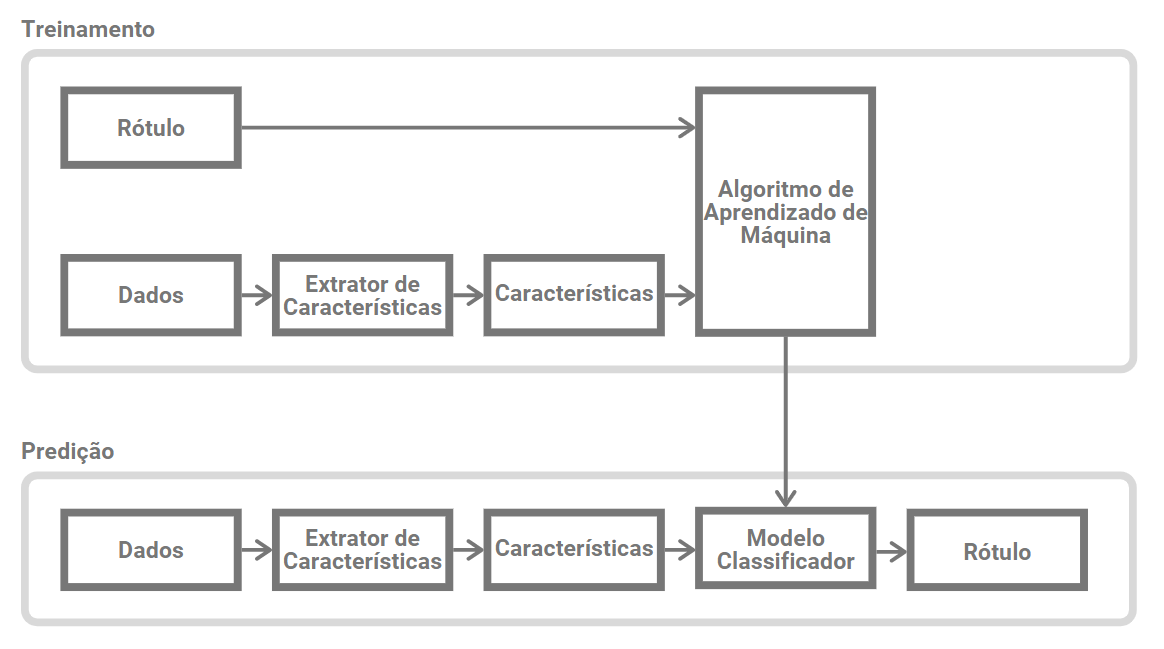 Treinamento
Rótulo
Algoritmo de
Aprendizado de
Máquina
Dados
Extrator de
Características
Características
Predição
Dados
Extrator de
Características
Características
Modelo
Classificador
Rótulo